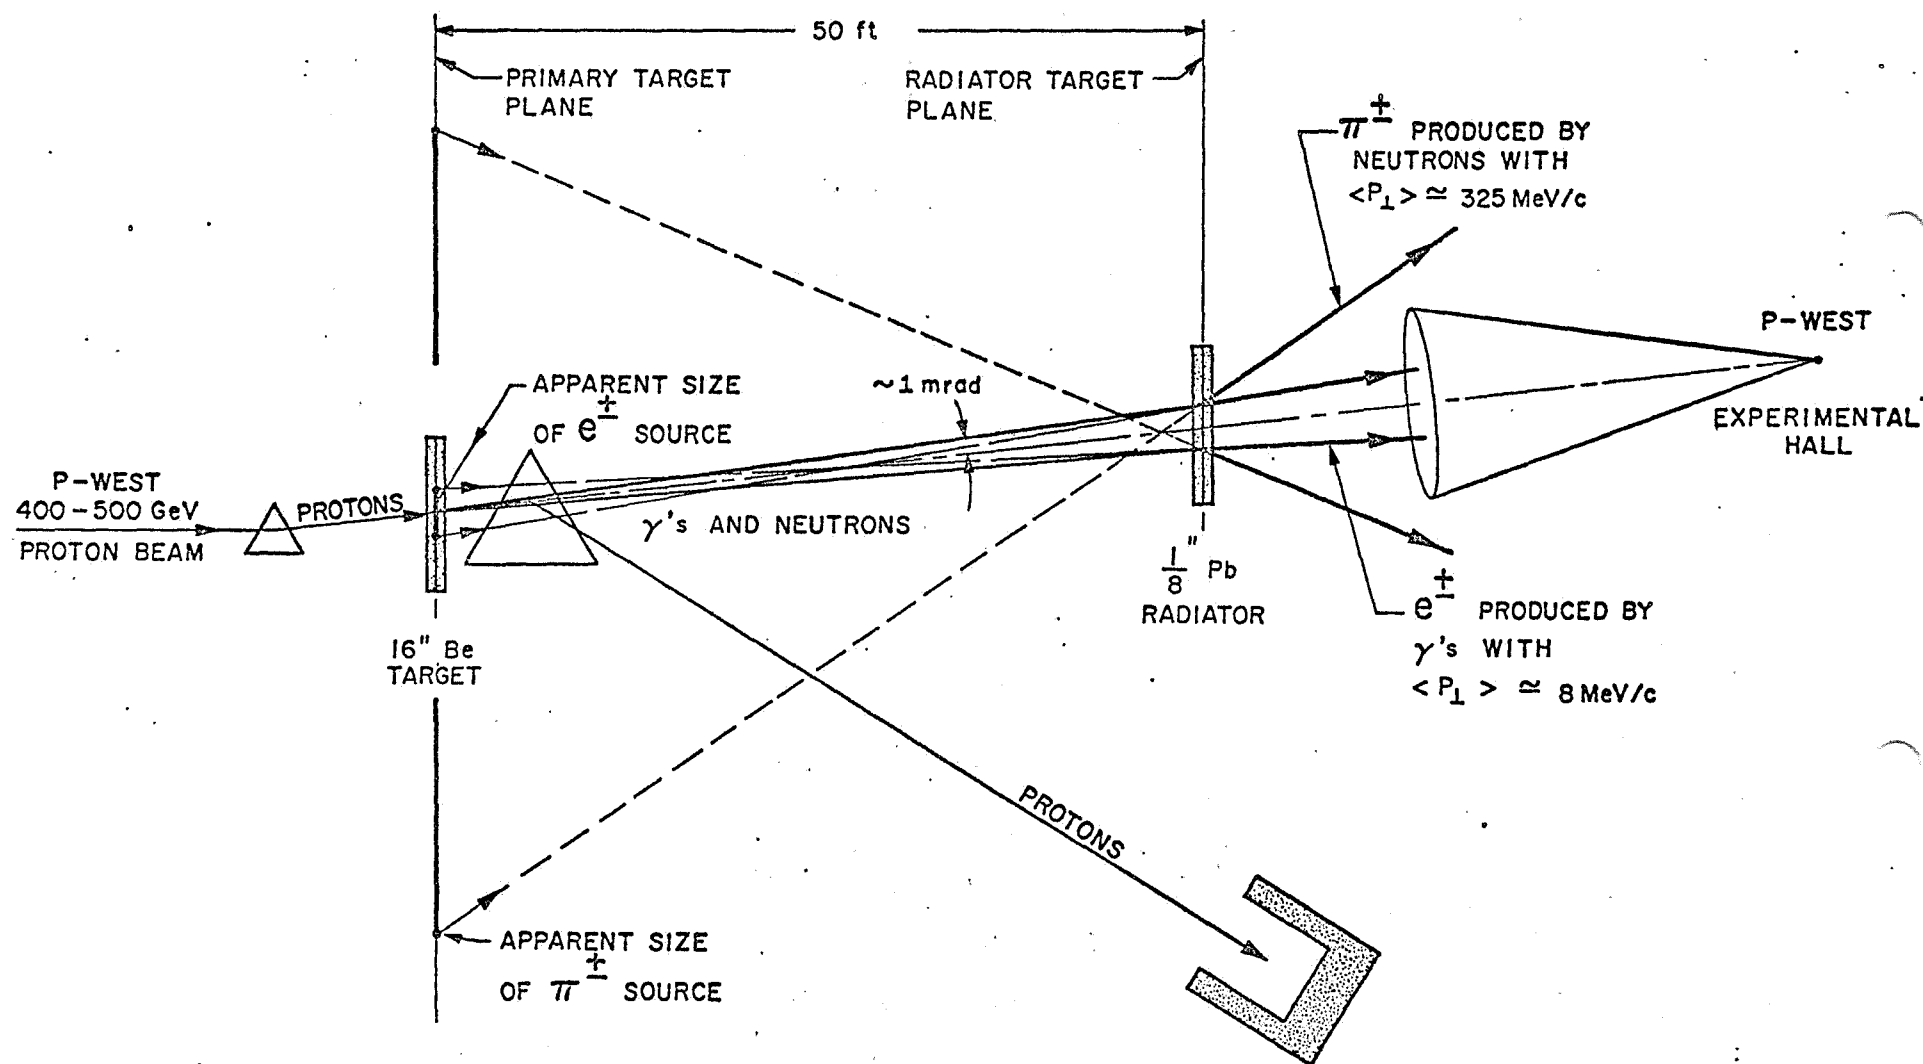 50 ft
PRIMARY TARGET
PLANE
RADIATOR TARGET
PLANE
π± PRODUCED BY
NEUTRONS WITH
<P⊥> ≃ 325 MeV/c
P-WEST
EXPERIMENTAL
HALL
APPARENT SIZE
OF e± SOURCE
~1 mrad
P-WEST
400-500 GeV
PROTON BEAM
PROTONS
γ's AND NEUTRONS
1/8" Pb
RADIATOR
e± PRODUCED BY
γ's WITH
<P⊥> ≃ 8 MeV/c
16" Be
TARGET
PROTONS
APPARENT SIZE
OF π± SOURCE